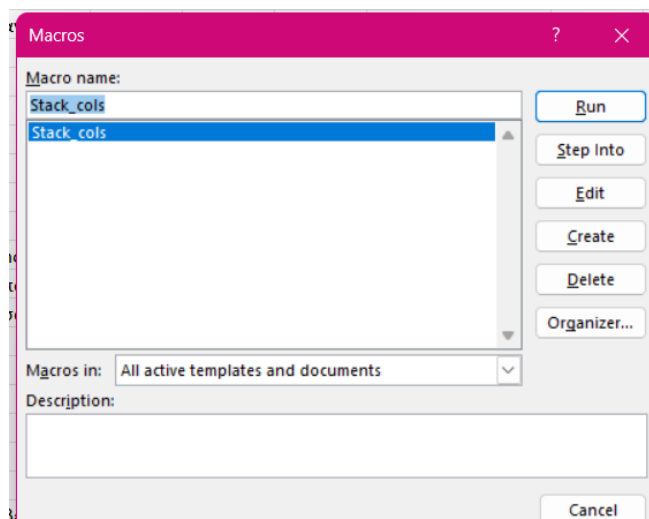 Macros
Macro name:
Stack_cols
Run
Stack_cols
Step Into
Edit
Create
Delete
Organizer...
Macros in: All active templates and documents
Description:
Cancel